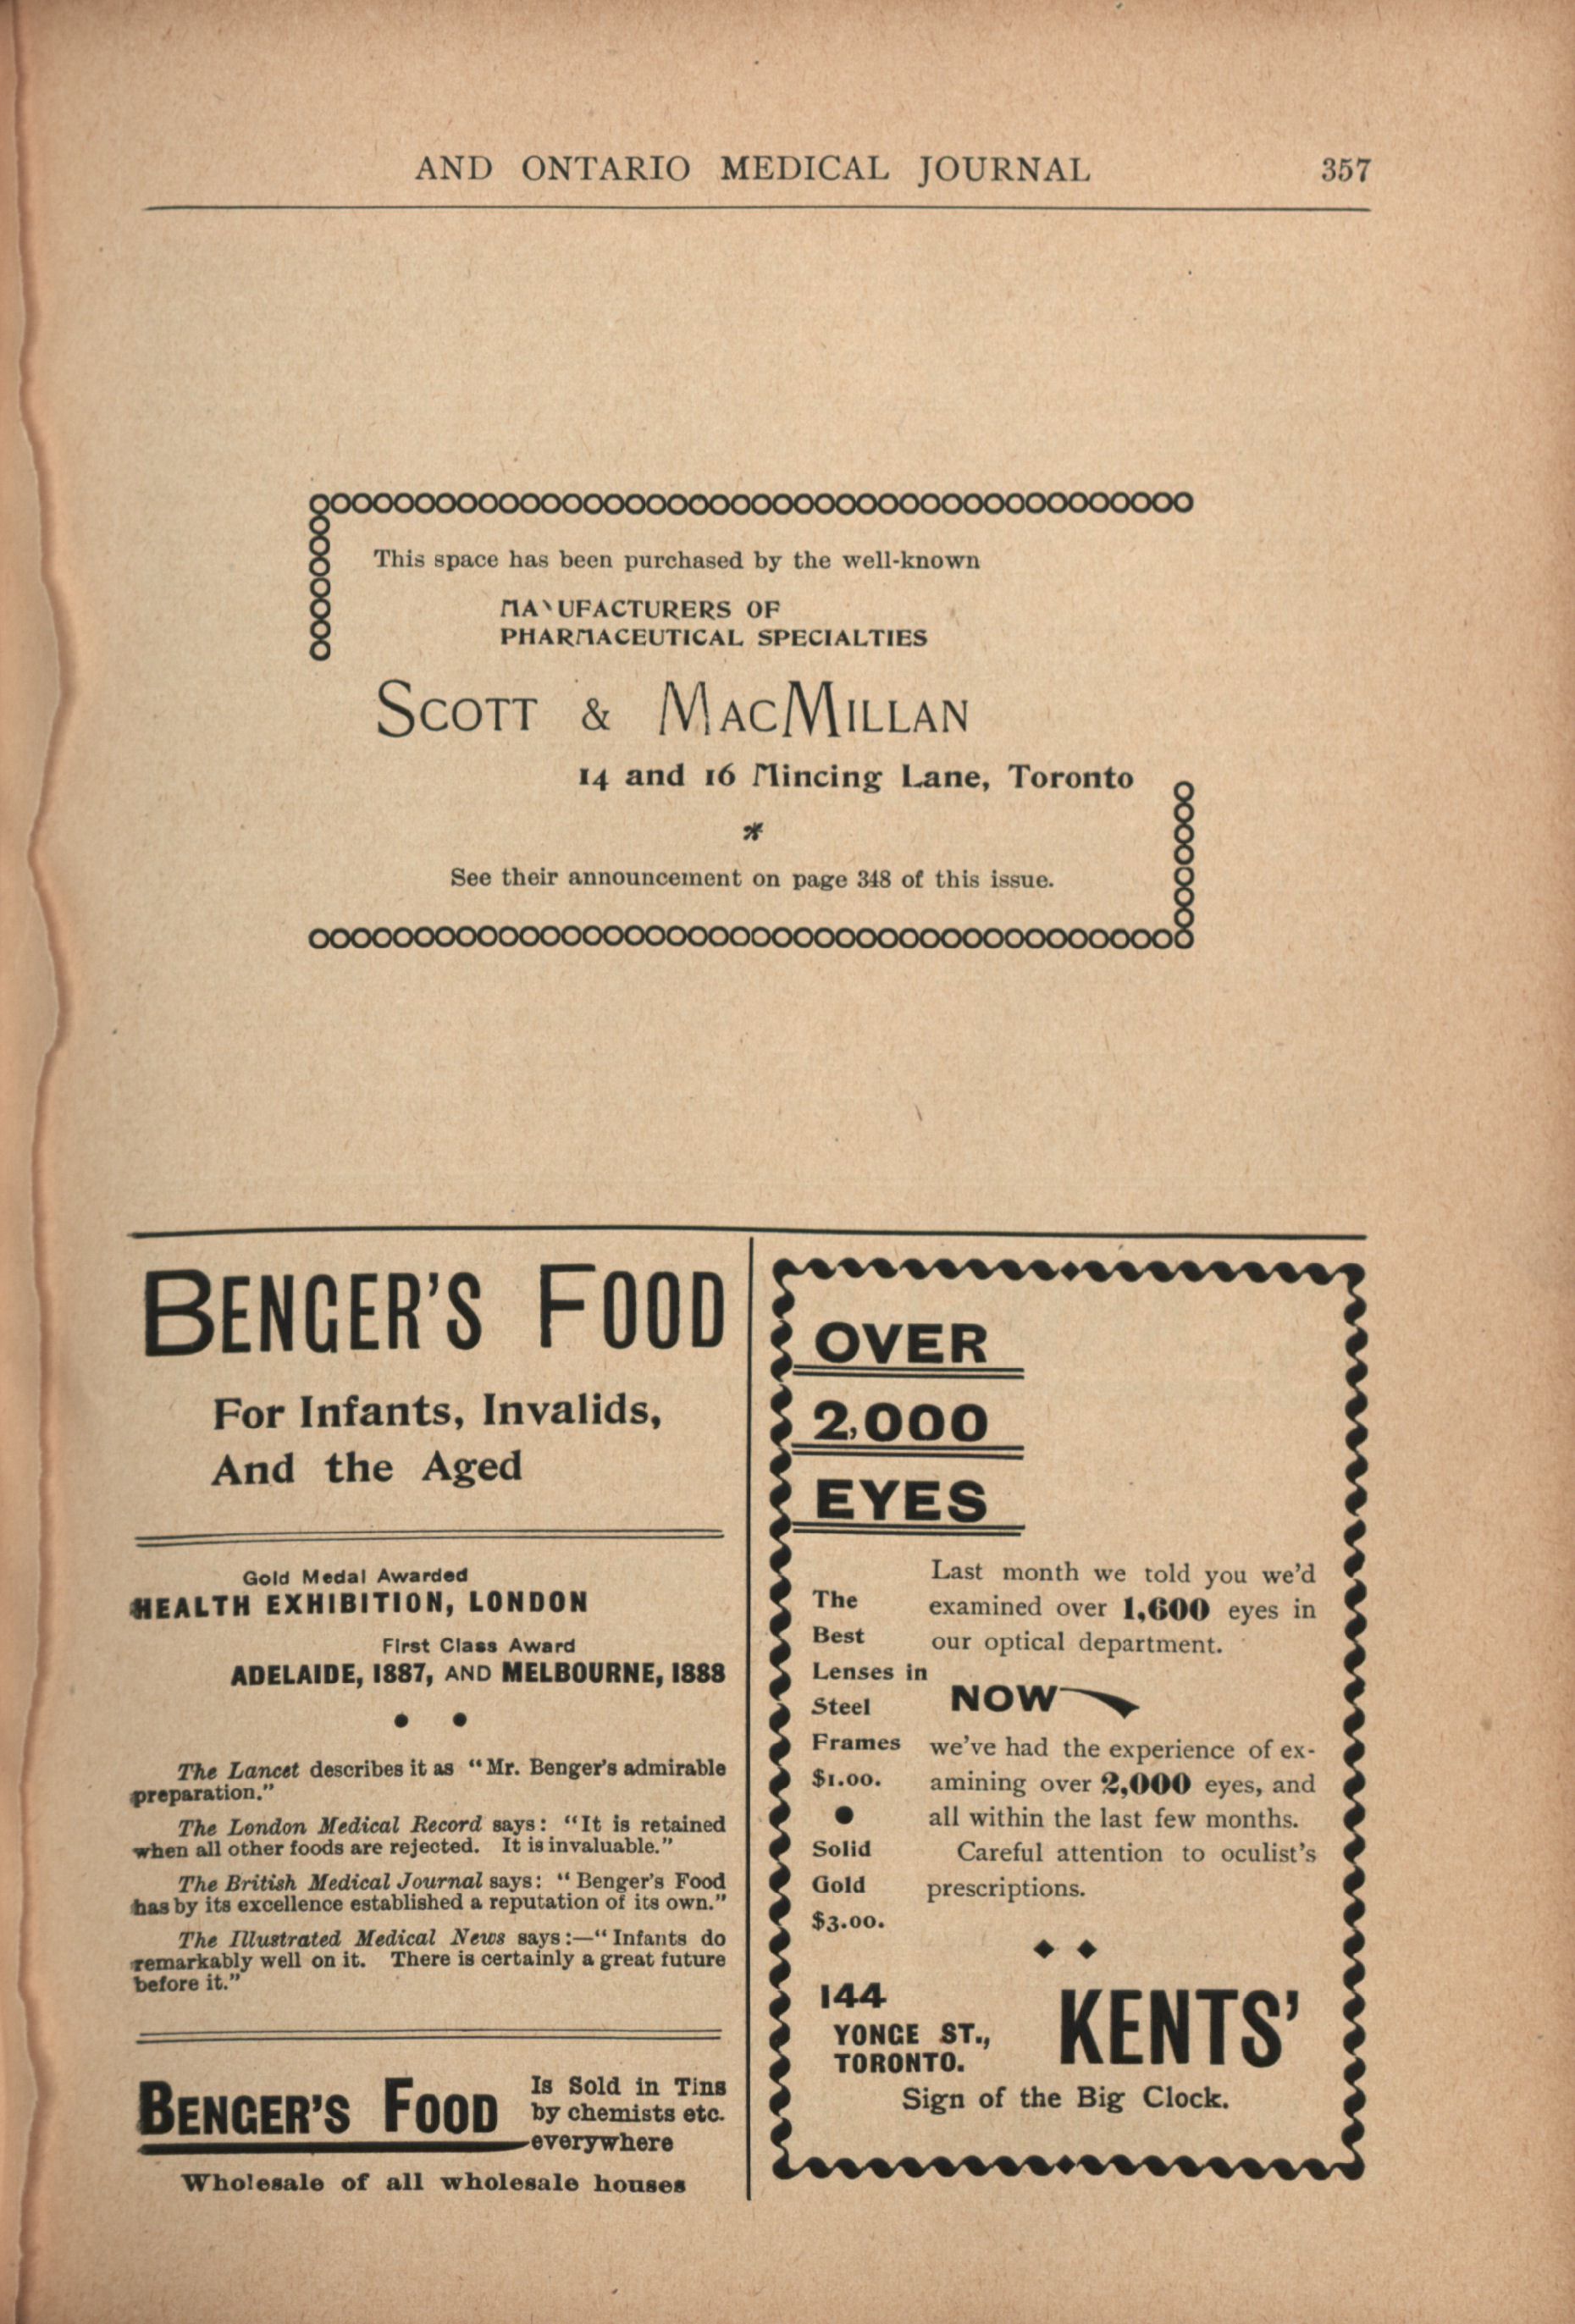 AND ONTARIO MEDICAL JOURNAL 357
This space has been purchased by the well-known
MANUFACTURERS OF
PHARMACEUTICAL SPECIALTIES
SCOTT & MACMILLAN
14 and 16 Mincing Lane, Toronto
*
See their announcement on page 348 of this issue.
BENGER'S FOOD
For Infants, Invalids,
And the Aged
Gold Medal Awarded
HEALTH EXHIBITION, LONDON
First Class Award
ADELAIDE, 1887, AND MELBOURNE, 1888
The Lancet describes it as "Mr. Benger's admirable
preparation."
The London Medical Record says: "It is retained
when all other foods are rejected. It is invaluable."
The British Medical Journal says: "Benger's Food
has by its excellence established a reputation of its own."
The Illustrated Medical News says:—"Infants do
remarkably well on it. There is certainly a great future
before it."
BENGER'S FOOD
Is Sold in Tins
by chemists etc.
everywhere
Wholesale of all wholesale houses
OVER
2,000
EYES
The
Best
Lenses in
Steel
Frames
$1.00.
Solid
Gold
$3.00.
Last month we told you we'd
examined over 1,600 eyes in
our optical department.
NOW
we've had the experience of ex-
amining over 2,000 eyes, and
all within the last few months.
Careful attention to oculist's
prescriptions.
144
YONGE ST.,
TORONTO.
KENTS'
Sign of the Big Clock.